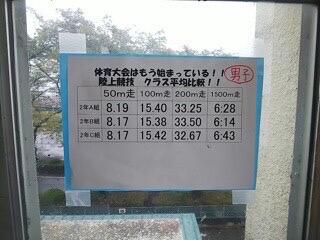 体育大会はもう始まっている！！
陸上競技　クラス平均比較！！ 男子
50m走 100m走 200m走 1500m走
2年A組 8.19 15.40 33.25 6:28
2年B組 8.17 15.38 33.50 6:14
2年C組 8.17 15.42 32.67 6:43